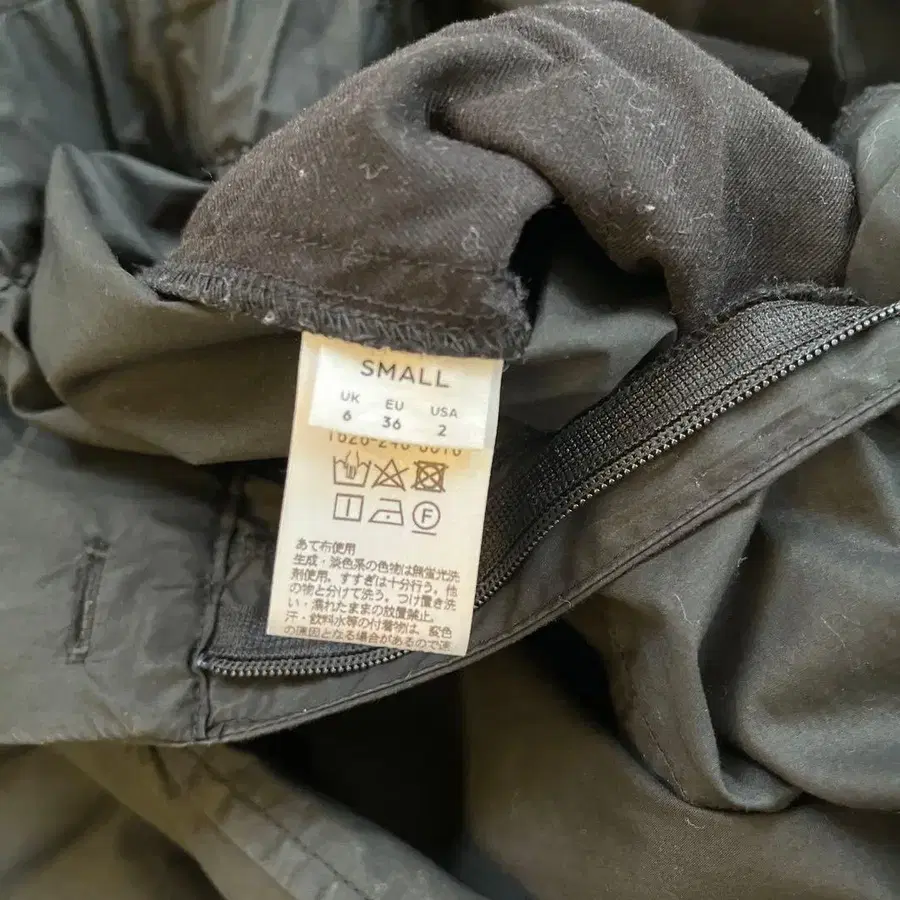 SMALL
UK EU USA
6 36 2
F
あて布使用
生成・淡色系の色物は無蛍光洗
剤使用。すすぎは十分行う。他
の物と分けて洗う。つけ置き洗
い・濡れたままの放置禁止。
汗・飲料水等の付着物は、変色
の原因となる場合があるので速